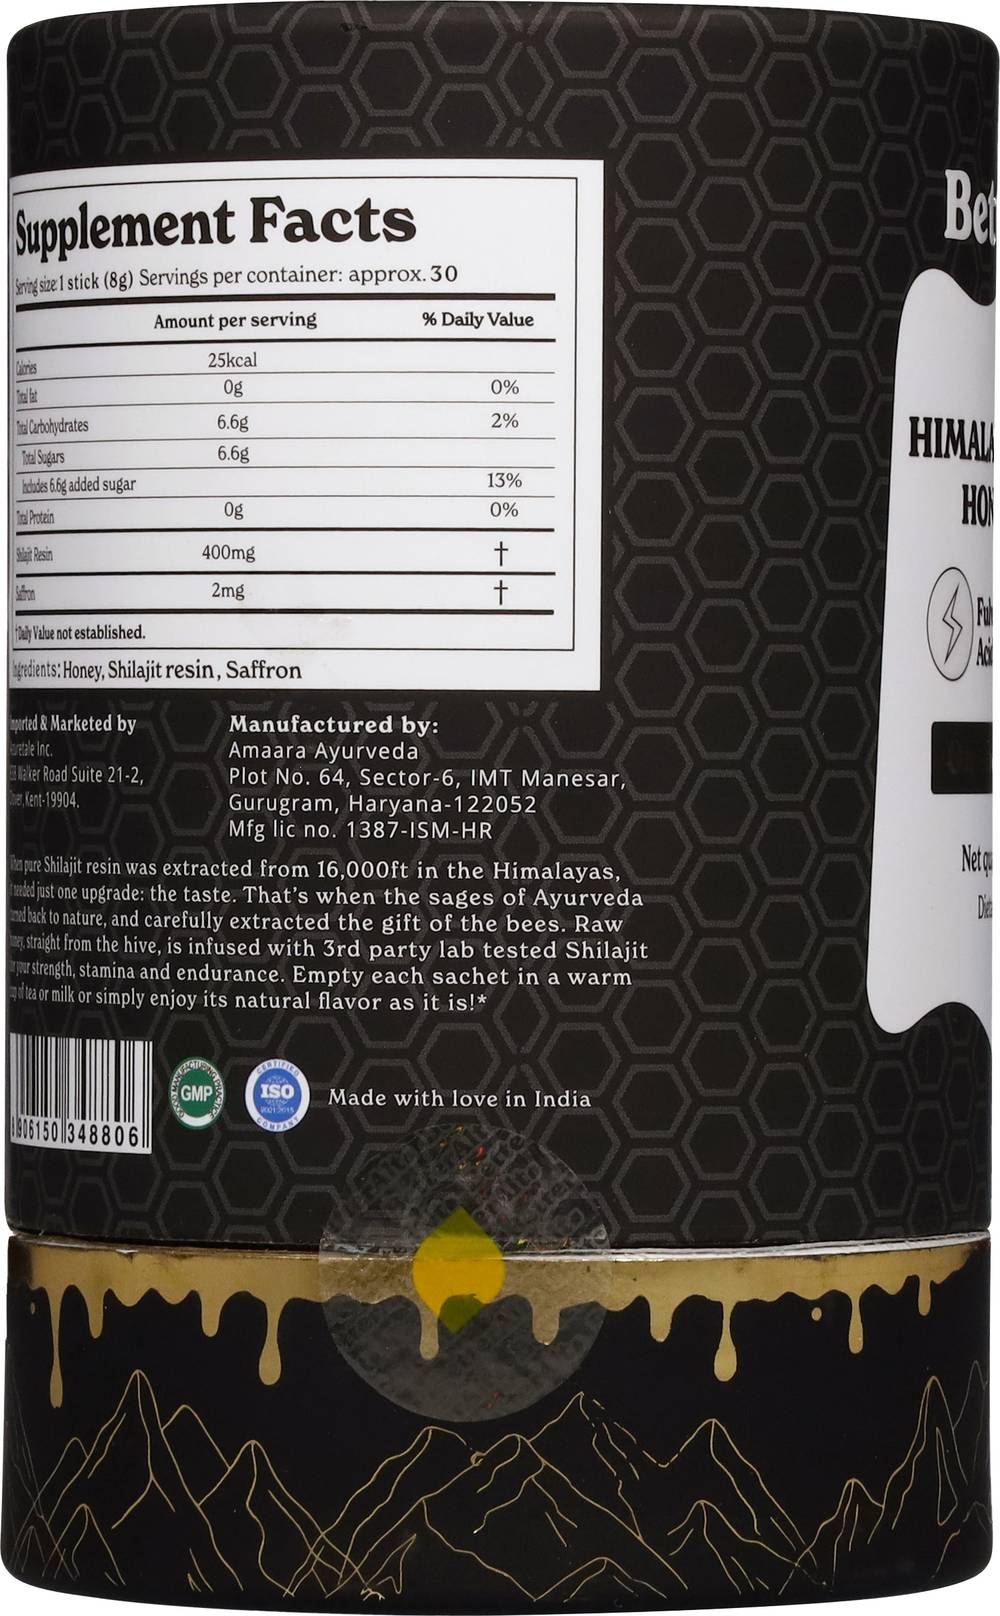 Supplement Facts
Serving size: 1 stick (8g) Servings per container: approx. 30
Amount per serving % Daily Value
Calories 25kcal
Total fat 0g 0%
Total Carbohydrates 6.6g 2%
Total Sugars 6.6g
Includes 6.6g added sugar 13%
Total Protein 0g 0%
Shilajit Resin 400mg †
Saffron 2mg †
†Daily Value not established.
Ingredients: Honey, Shilajit resin, Saffron
& Marketed by
Inc.
Walker Road Suite 21-2,
Kent-19904.
Manufactured by:
Amaara Ayurveda
Plot No. 64, Sector-6, IMT Manesar,
Gurugram, Haryana-122052
Mfg lic no. 1387-ISM-HR
pure Shilajit resin was extracted from 16,000ft in the Himalayas,
needed just one upgrade: the taste. That's when the sages of Ayurveda
back to nature, and carefully extracted the gift of the bees. Raw
straight from the hive, is infused with 3rd party lab tested Shilajit
your strength, stamina and endurance. Empty each sachet in a warm
of tea or milk or simply enjoy its natural flavor as it is!*
906150 348806
GOOD MANUFACTURING PRACTICE
GMP
CERTIFIED
ISO
9001:2015
COMPANY
Made with love in India
Bet
HIMALA
HON
Ful
Acid
Net qu
Diet